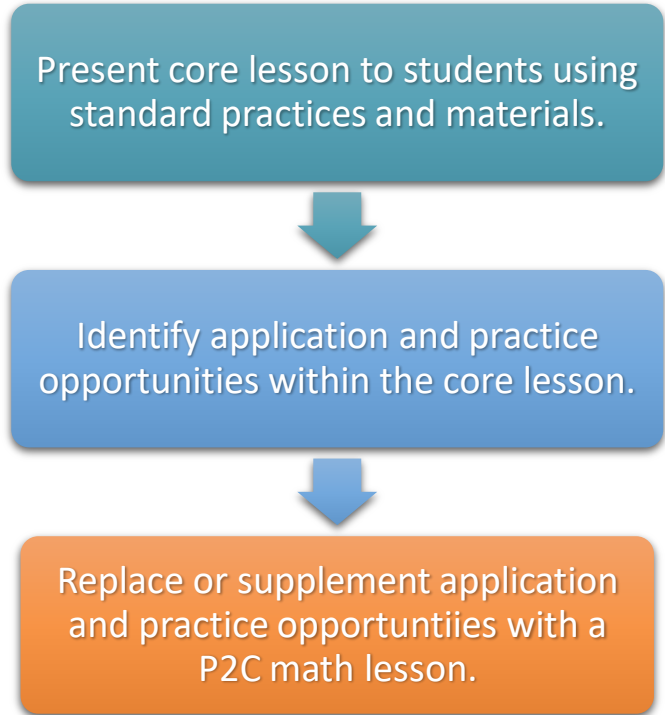 Present core lesson to students using
standard practices and materials.
Identify application and practice
opportunities within the core lesson.
Replace or supplement application
and practice opportuntiies with a
P2C math lesson.